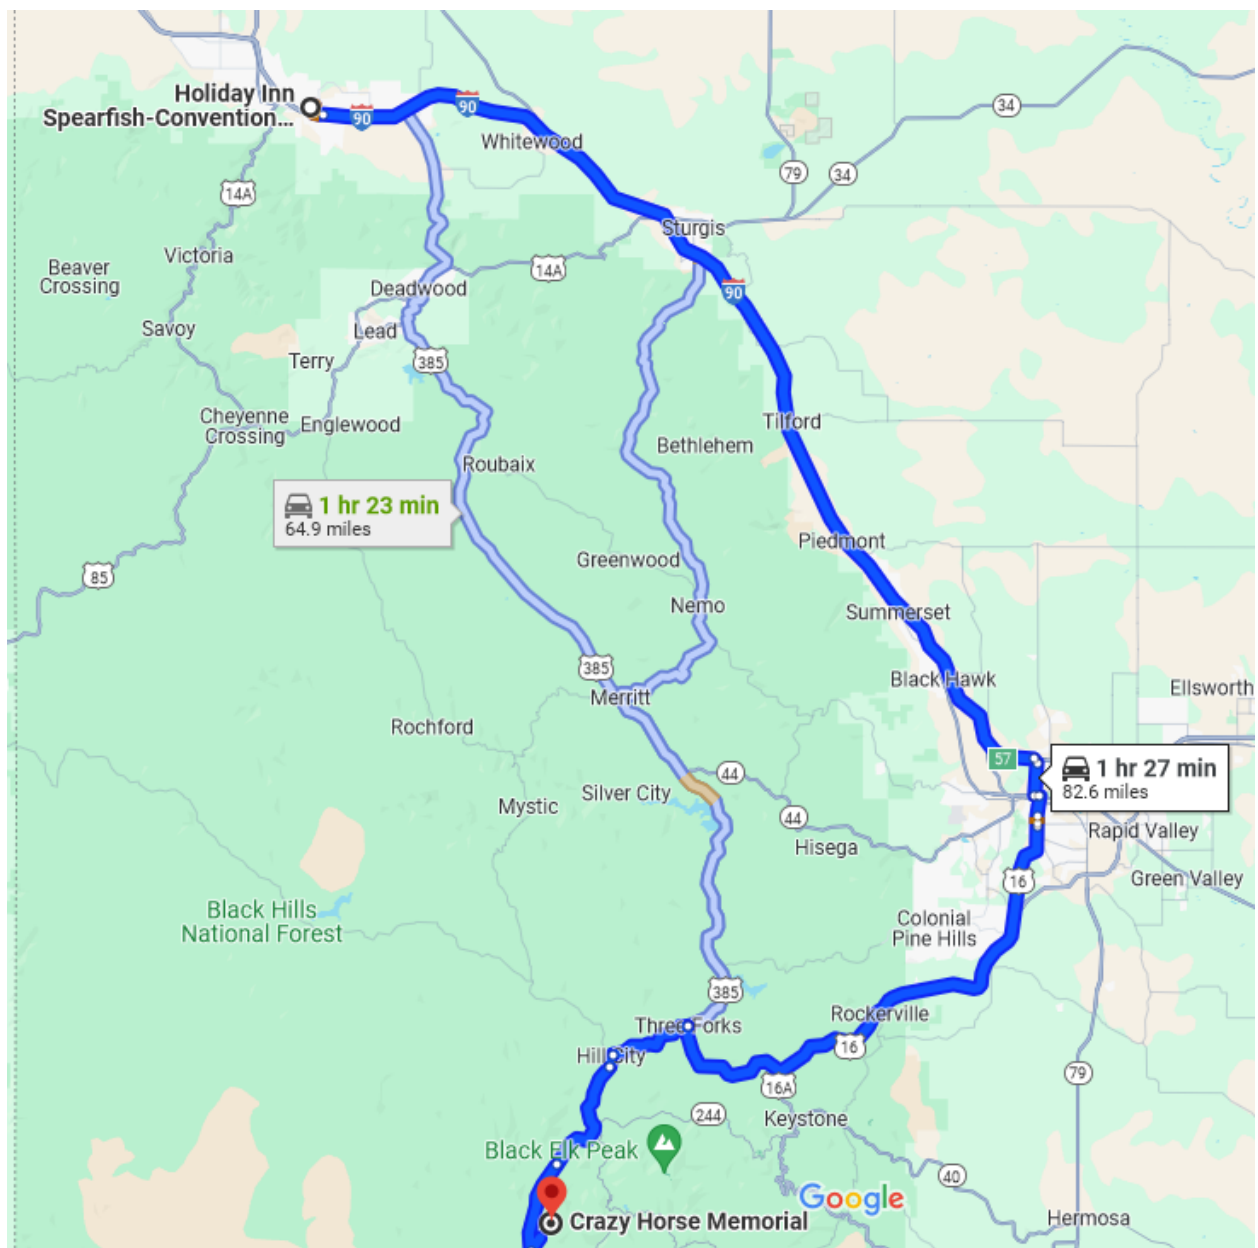 Holiday Inn
Spearfish-Convention...
90
90
Whitewood
34
79
34
14A
Sturgis
Victoria
Beaver
Crossing
14A
90
Deadwood
Savoy
Lead
385
Terry
Cheyenne
Crossing
Englewood
Tilford
Bethlehem
Roubaix
1 hr 23 min
64.9 miles
Piedmont
Greenwood
85
Nemo
Summerset
385
Merritt
Black Hawk
Ellsworth
Rochford
57
1 hr 27 min
82.6 miles
44
Silver City
Mystic
44
Hisega
Rapid Valley
16
Green Valley
Black Hills
National Forest
Colonial
Pine Hills
385
Three Forks
Rockerville
Hill City
16
79
16A
244
Keystone
Black Elk Peak
40
Google
Crazy Horse Memorial
Hermosa